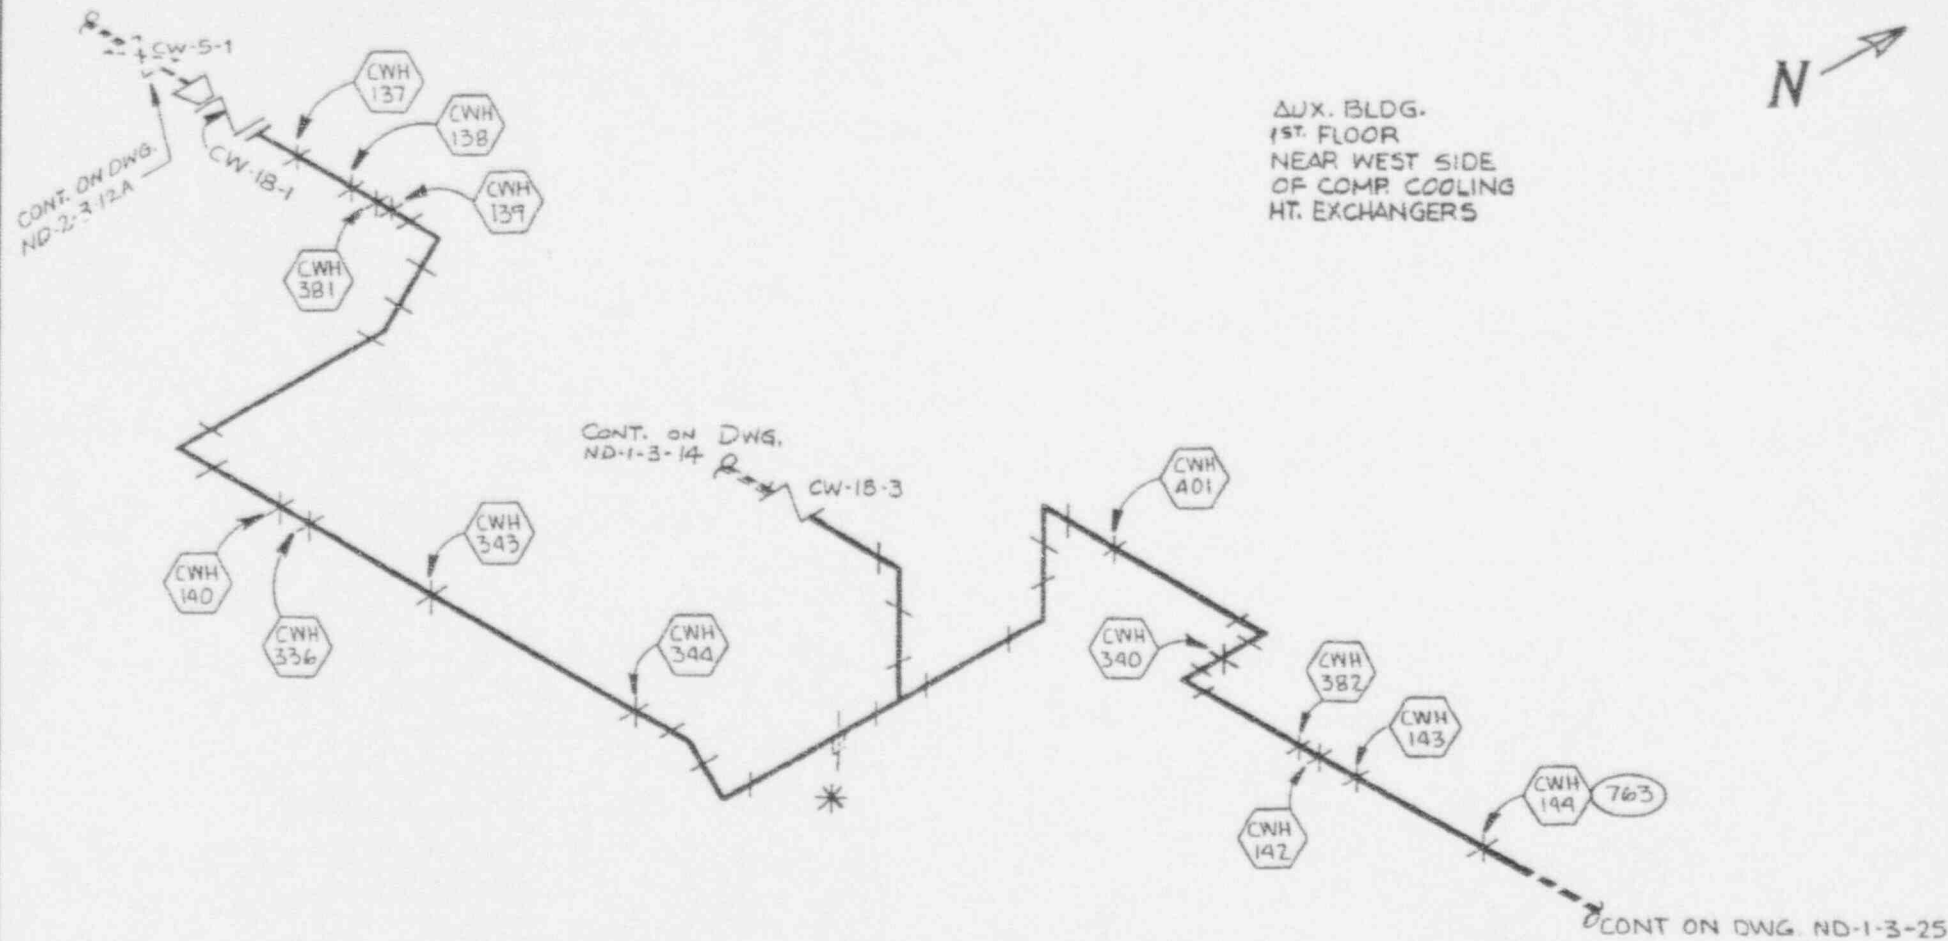 CW-5-1
CWH
137
CWH
138
CWH
139
CONT. ON DWG.
ND-2-3-12A
CW-18-1
CWH
381
N
AUX. BLDG.
1ST. FLOOR
NEAR WEST SIDE
OF COMP. COOLING
HT. EXCHANGERS
CONT. ON DWG.
ND-1-3-14
CW-18-3
CWH
401
CWH
343
CWH
140
CWH
336
CWH
344
CWH
340
CWH
382
CWH
143
CWH
142
CWH
144
763
CONT ON DWG. ND-1-3-25